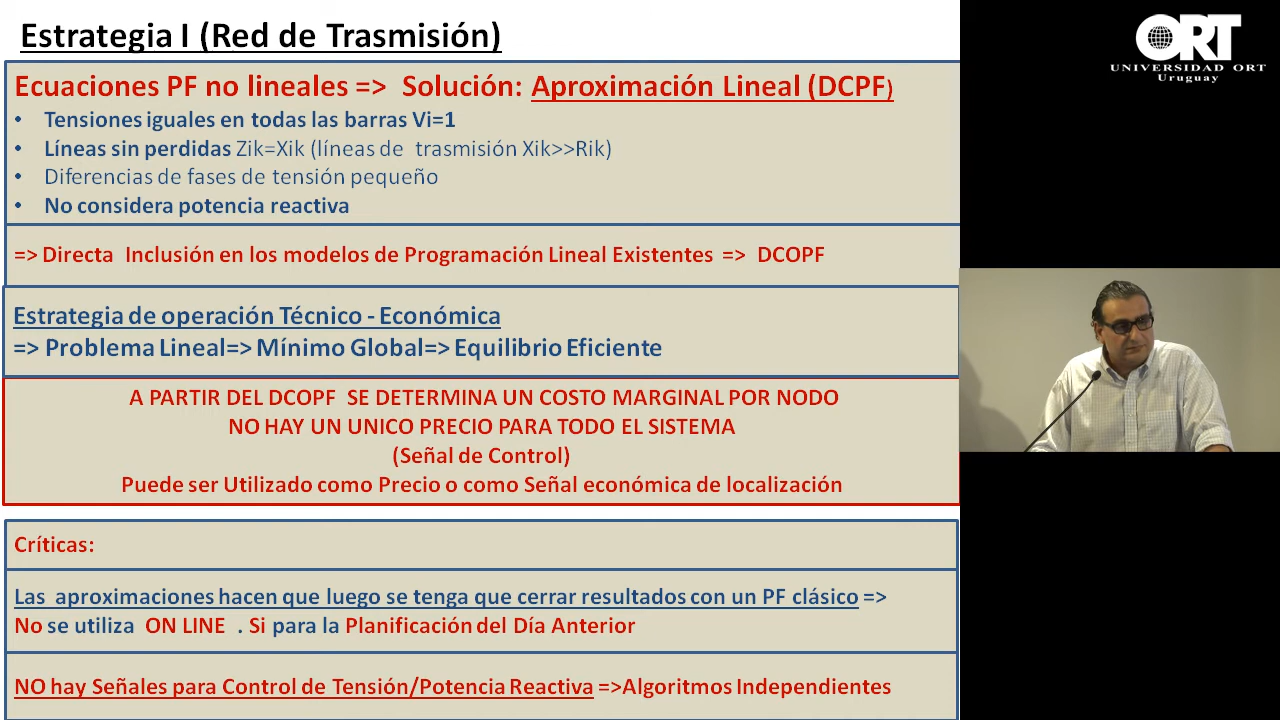 Estrategia I (Red de Trasmisión)
Ecuaciones PF no lineales => Solución: Aproximación Lineal (DCPF)
• Tensiones iguales en todas las barras Vi=1
• Líneas sin perdidas Zik=Xik (líneas de trasmisión Xik>>Rik)
• Diferencias de fases de tensión pequeño
• No considera potencia reactiva
=> Directa Inclusión en los modelos de Programación Lineal Existentes => DCOPF
Estrategia de operación Técnico - Económica
=> Problema Lineal=> Mínimo Global=> Equilibrio Eficiente
A PARTIR DEL DCOPF SE DETERMINA UN COSTO MARGINAL POR NODO
NO HAY UN UNICO PRECIO PARA TODO EL SISTEMA
(Señal de Control)
Puede ser Utilizado como Precio o como Señal económica de localización
Críticas:
Las aproximaciones hacen que luego se tenga que cerrar resultados con un PF clásico =>
No se utiliza ON LINE . Si para la Planificación del Día Anterior
NO hay Señales para Control de Tensión/Potencia Reactiva =>Algoritmos Independientes
ORT
UNIVERSIDAD ORT
Uruguay